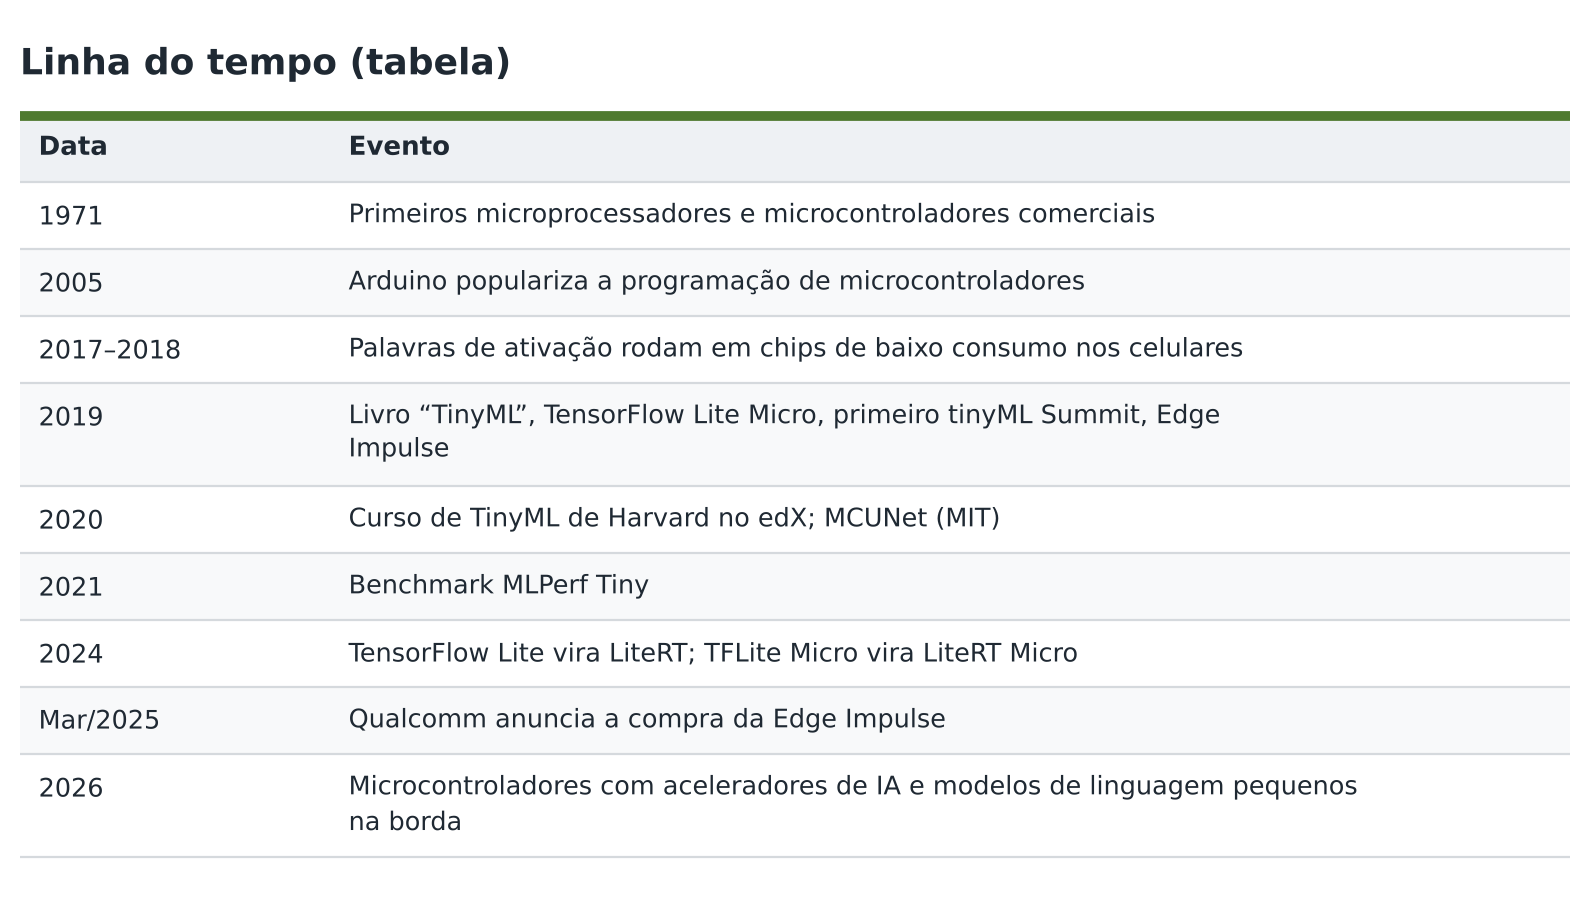 Linha do tempo (tabela)
Data Evento
1971 Primeiros microprocessadores e microcontroladores comerciais
2005 Arduino populariza a programação de microcontroladores
2017–2018 Palavras de ativação rodam em chips de baixo consumo nos celulares
2019 Livro “TinyML”, TensorFlow Lite Micro, primeiro tinyML Summit, Edge
Impulse
2020 Curso de TinyML de Harvard no edX; MCUNet (MIT)
2021 Benchmark MLPerf Tiny
2024 TensorFlow Lite vira LiteRT; TFLite Micro vira LiteRT Micro
Mar/2025 Qualcomm anuncia a compra da Edge Impulse
2026 Microcontroladores com aceleradores de IA e modelos de linguagem pequenos
na borda